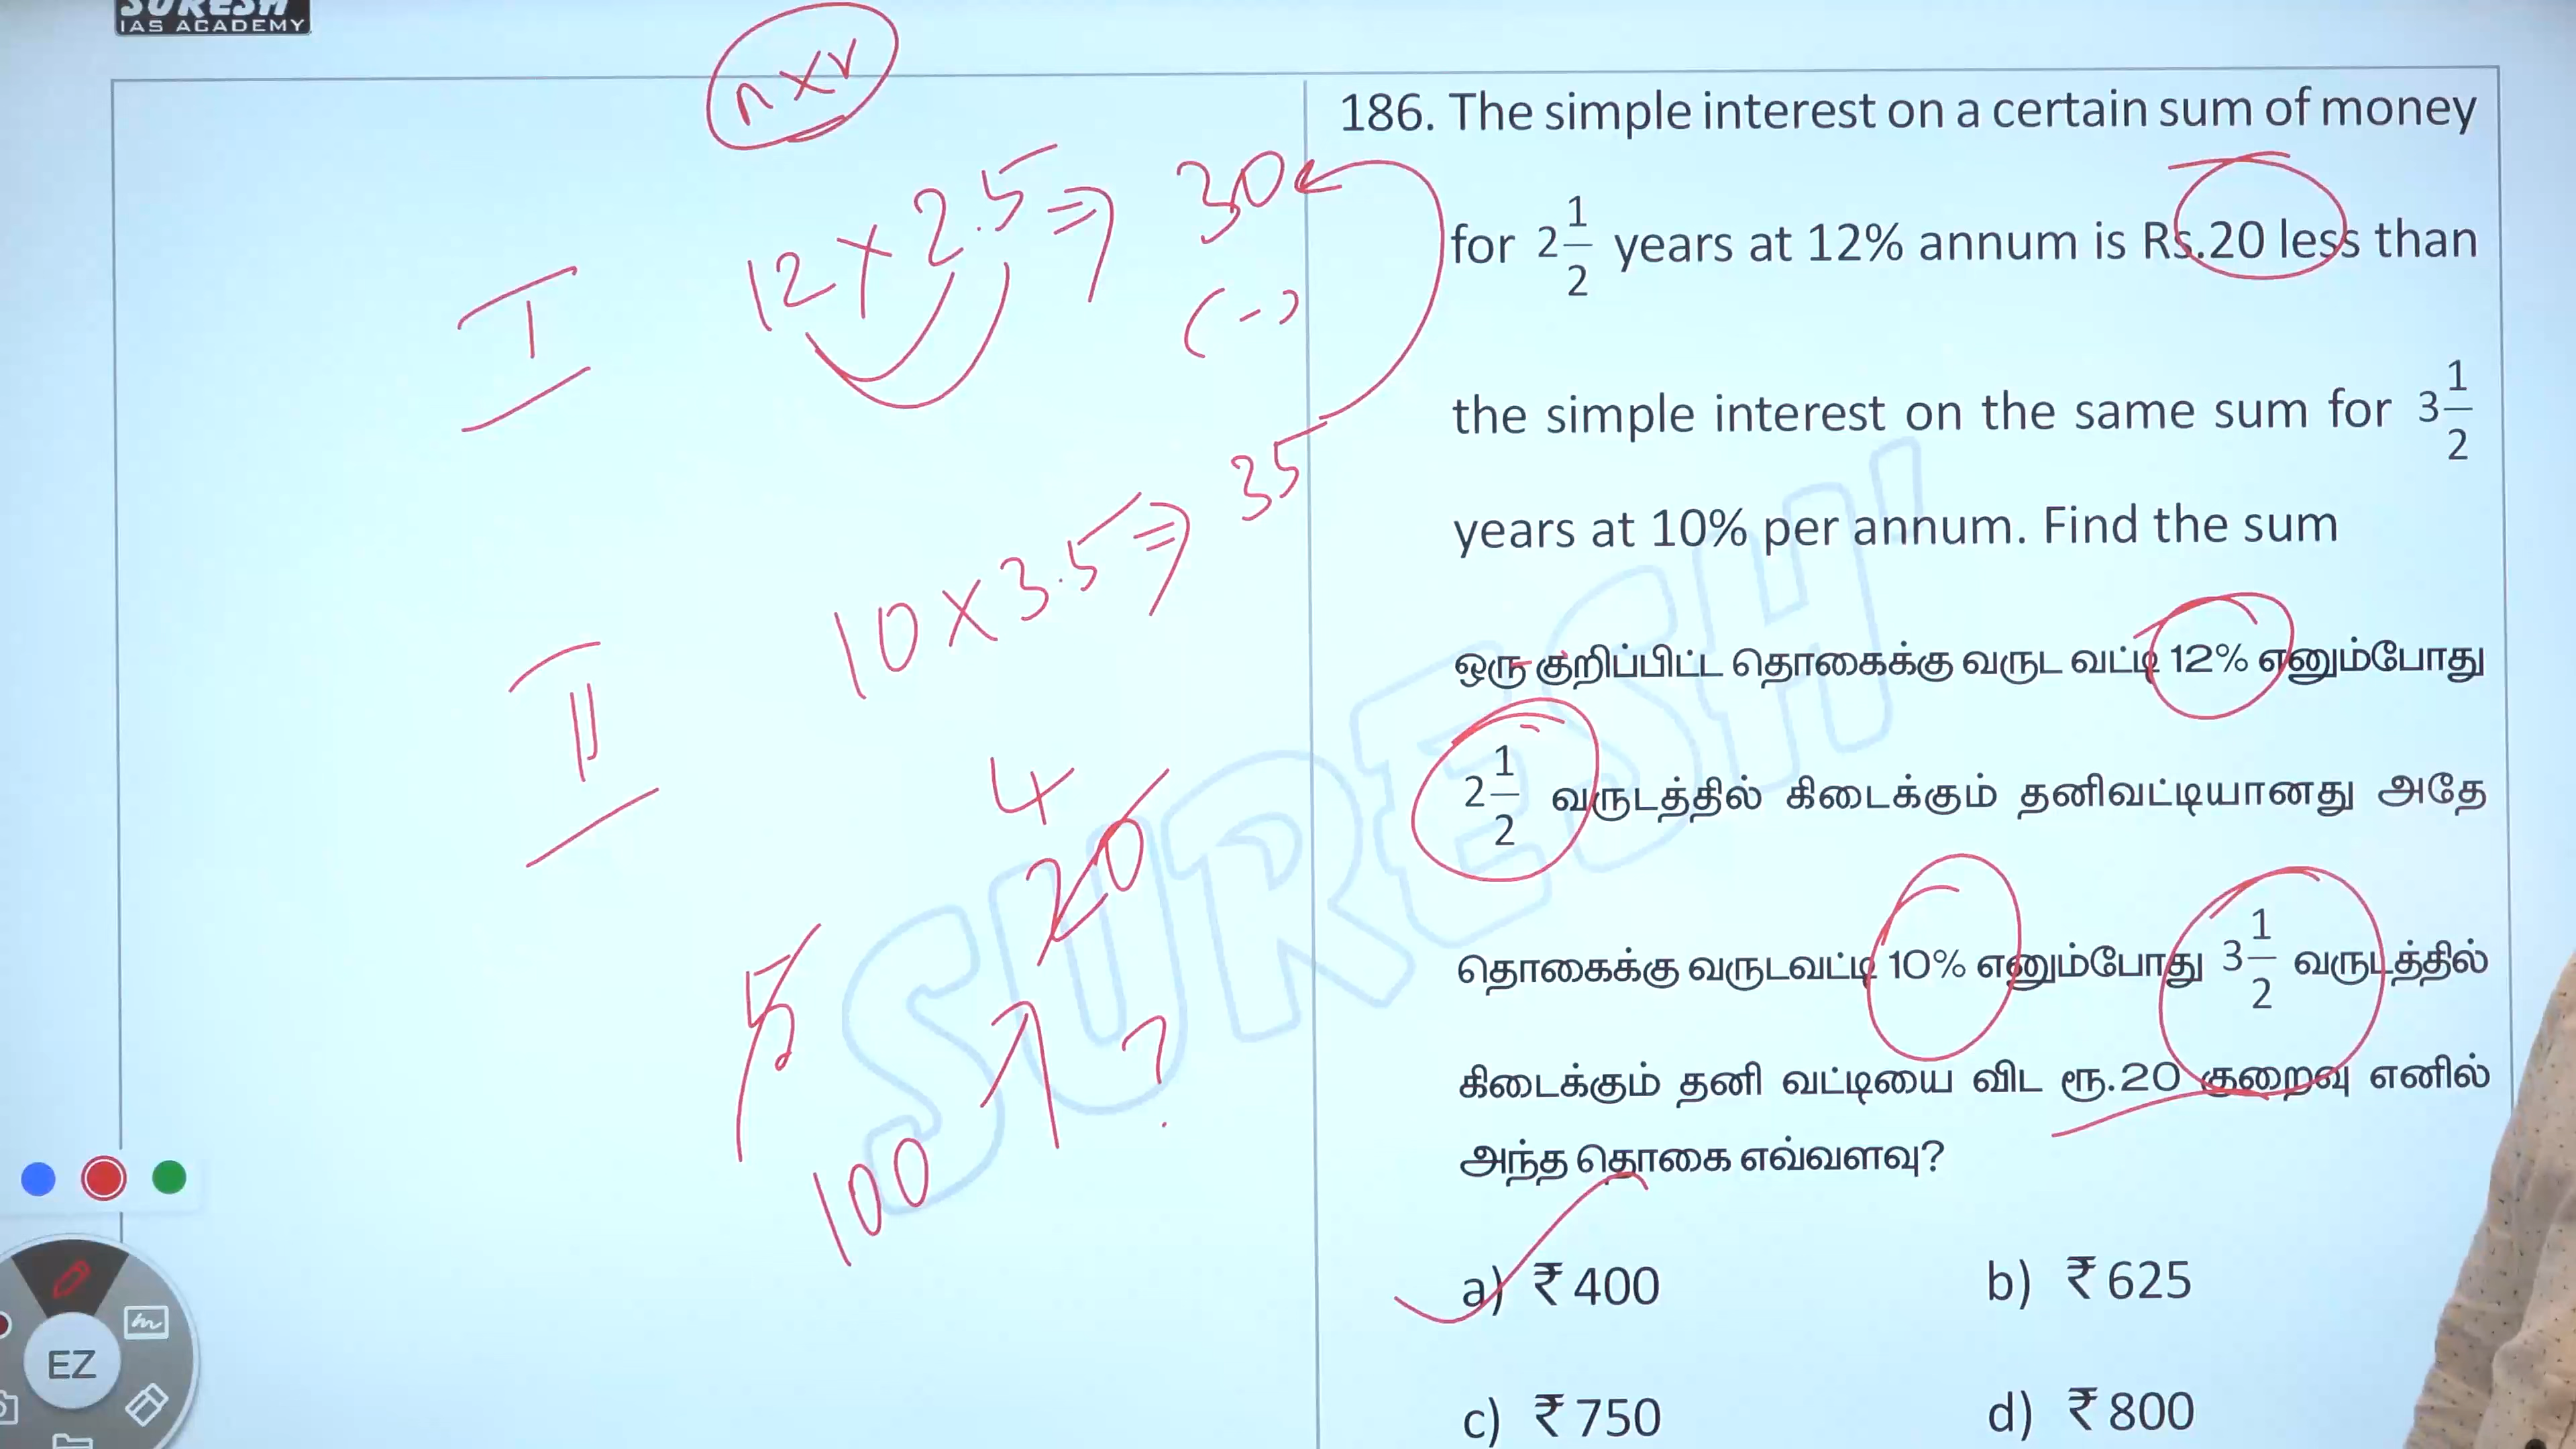 SURESH
IAS ACADEMY
n×r
I
12 × 2.5 ⇒ 30
(-)
10 × 3.5 ⇒ 35
II
4
20
5
?
100
186. The simple interest on a certain sum of money
for 2 1/2 years at 12% annum is Rs.20 less than
the simple interest on the same sum for 3 1/2
years at 10% per annum. Find the sum
ஒரு குறிப்பிட்ட தொகைக்கு வருட வட்டி 12% எனும்போது
2 1/2 வருடத்தில் கிடைக்கும் தனிவட்டியானது அதே
தொகைக்கு வருடவட்டி 10% எனும்போது 3 1/2 வருடத்தில்
கிடைக்கும் தனி வட்டியை விட ரூ.20 குறைவு எனில்
அந்த தொகை எவ்வளவு?
a) ₹ 400 b) ₹ 625
c) ₹ 750 d) ₹ 800
SURESH'
EZ